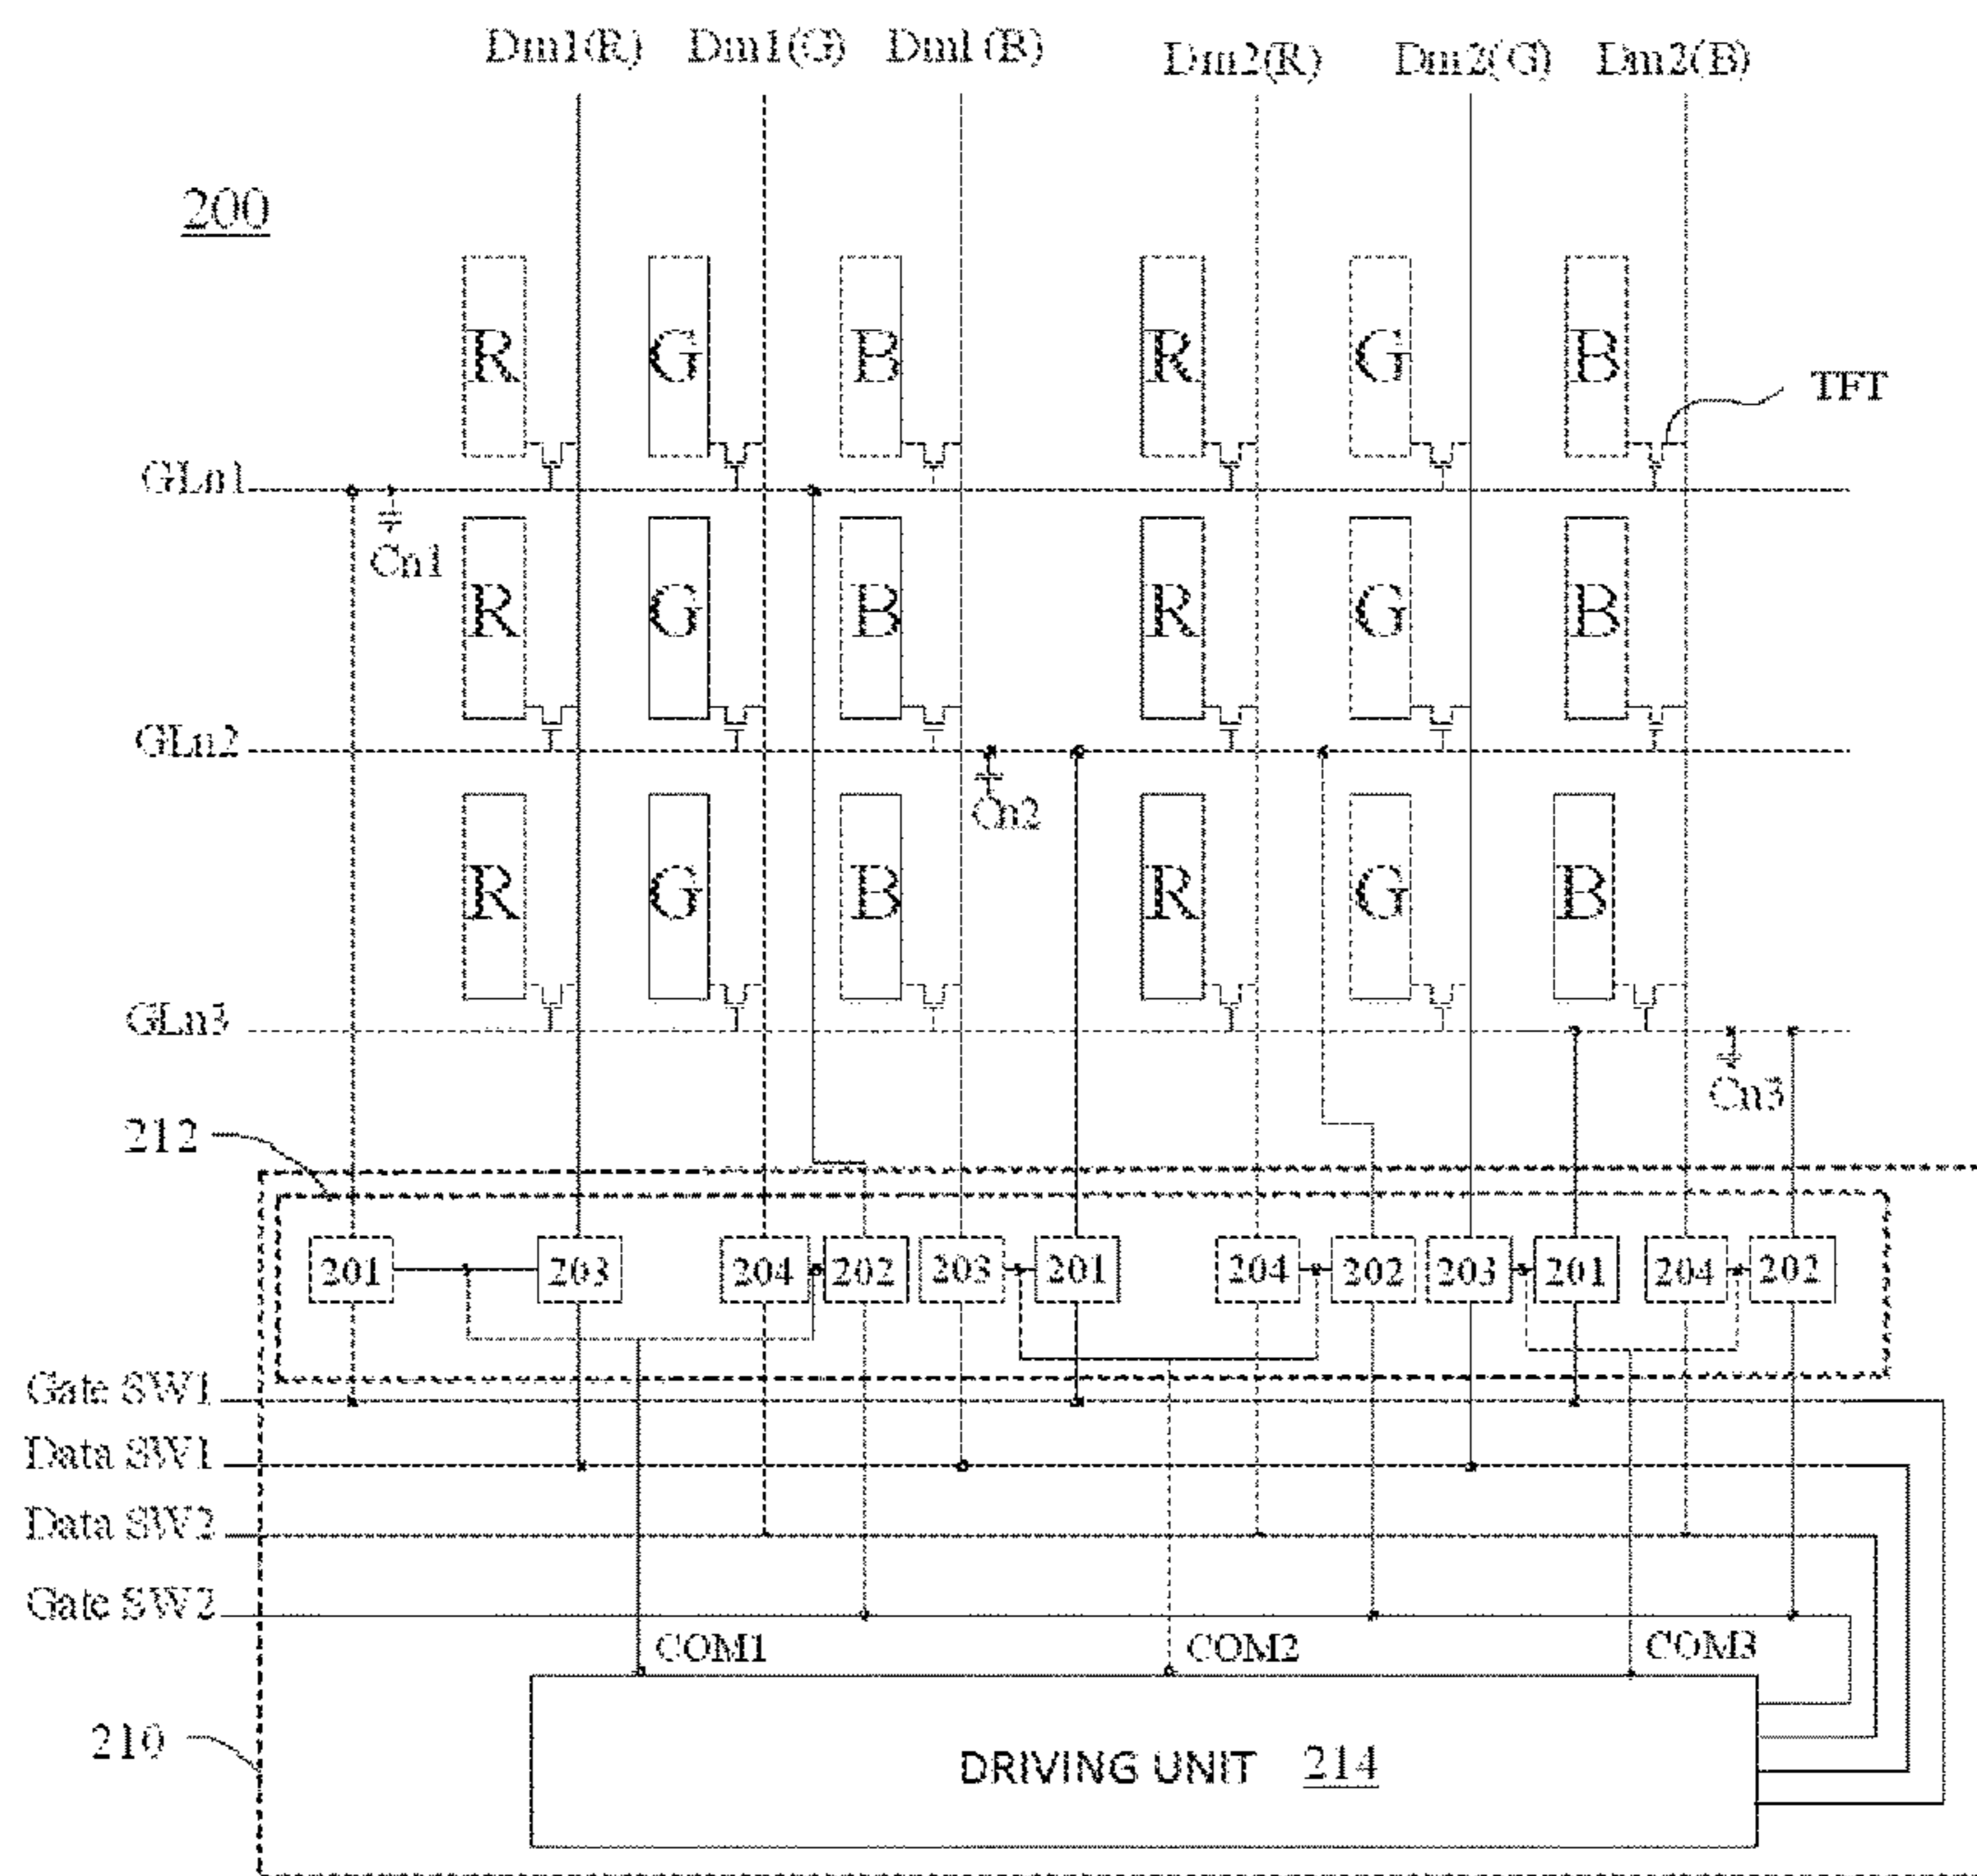 Dm1(R) Dm1(G) Dm1(B) Dm2(R) Dm2(G) Dm2(B)
200
R G B R G B
TFT
GLn1
Cn1
R G B R G B
GLn2
Cn2
R G B R G B
GLn3
Cn3
212
201 203 204 202 203 201 204 202 203 201 204 202
Gate SW1
Data SW1
Data SW2
Gate SW2
COM1 COM2 COM3
210
DRIVING UNIT 214